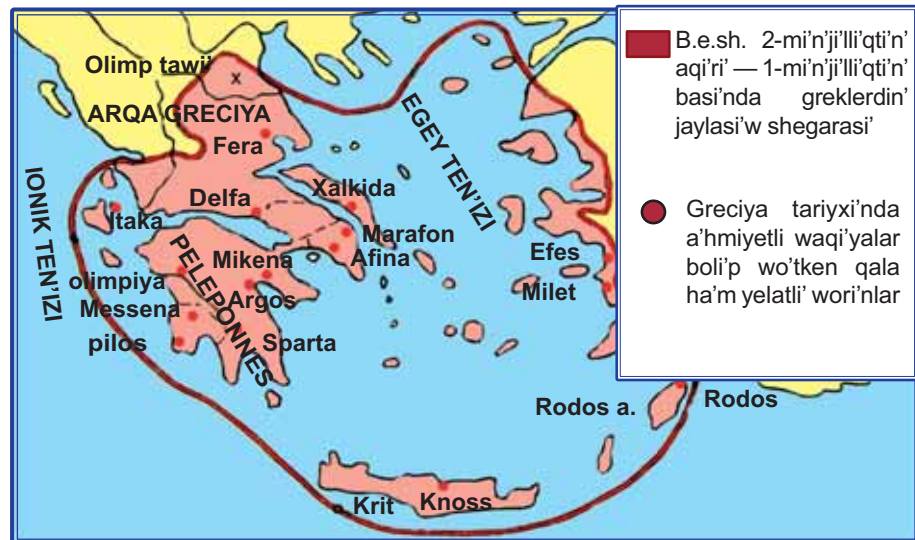 Olimp tawi'
x
ARQA GRECIYA
EGEY TEN'IZI
Fera
IONIK TEN'IZI
Xalkida
Delfa
Itaka
Marafon
Afina
Mikena
PELEPONNES
olimpiya
Argos
Messena
pilos
Sparta
Efes
Milet
Rodos a.
Rodos
a.Krit
Knoss
B.e.sh. 2-mi'n'ji'lli'qti'n'
aqi'ri' — 1-mi'n'ji'lli'qti'n'
basi'nda greklerdin'
jaylasi'w shegarasi'
Greciya tariyxi'nda
a'hmiyetli waqi'yalar
boli'p wo'tken qala
ha'm yelatli' wori'nlar